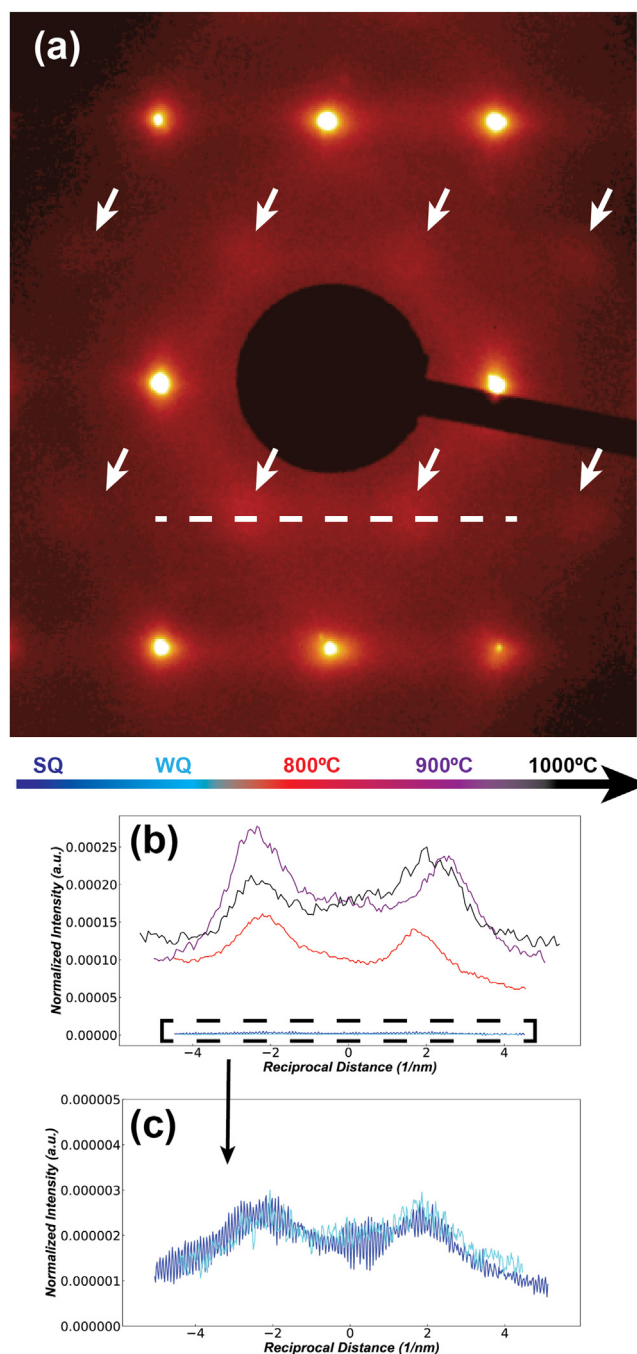 (a)
SQ WQ 800ºC 900ºC 1000ºC
(b)
Normalized Intensity (a.u.)
0.00025
0.00020
0.00015
0.00010
0.00005
0.00000
−4 −2 0 2 4
Reciprocal Distance (1/nm)
(c)
Normalized Intensity (a.u.)
0.000005
0.000004
0.000003
0.000002
0.000001
0.000000
−4 −2 0 2 4
Reciprocal Distance (1/nm)